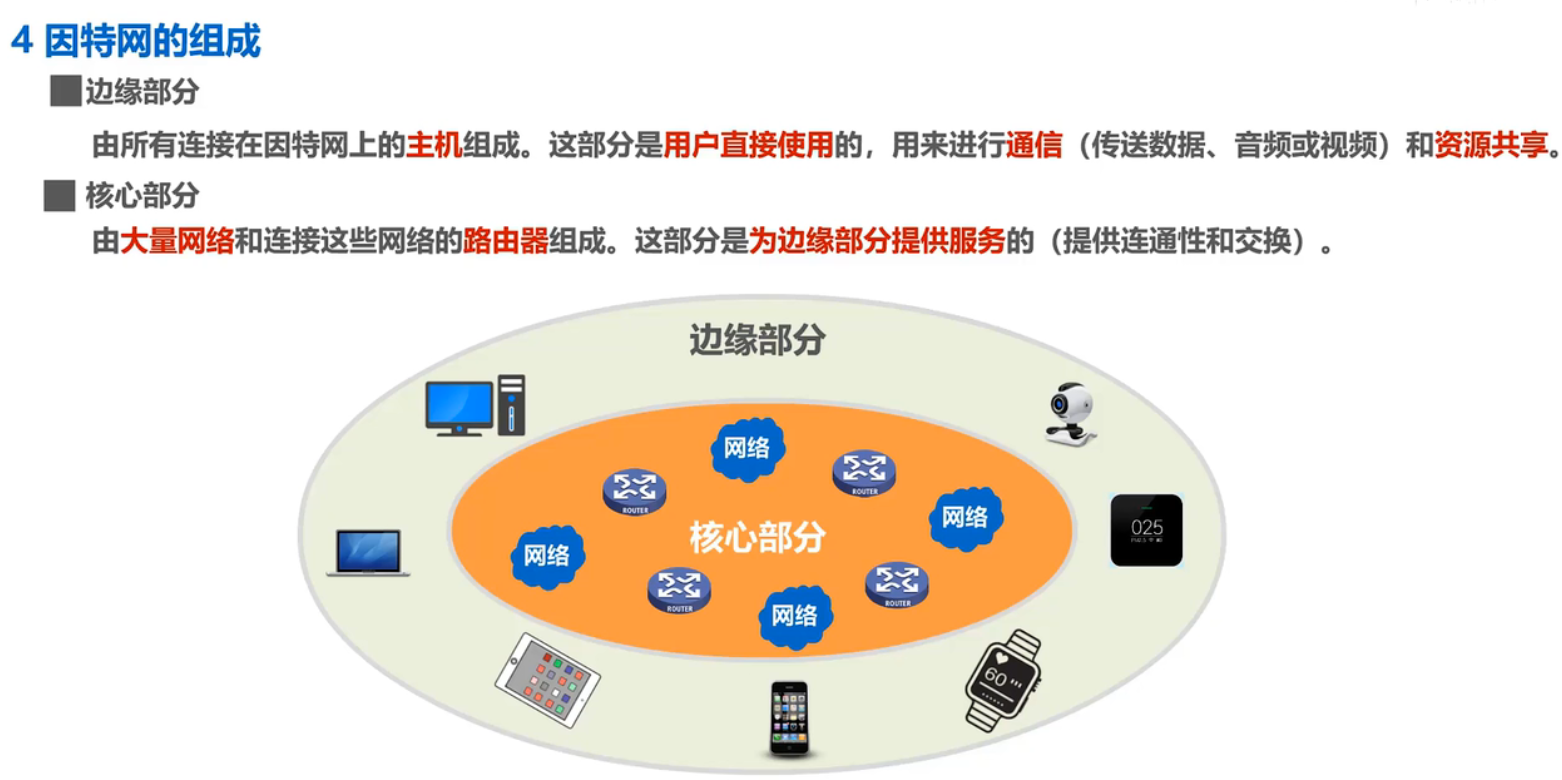 4 因特网的组成
边缘部分
由所有连接在因特网上的主机组成。这部分是用户直接使用的，用来进行通信（传送数据、音频或视频）和资源共享。
核心部分
由大量网络和连接这些网络的路由器组成。这部分是为边缘部分提供服务的（提供连通性和交换）。
边缘部分
网络
ROUTER
ROUTER
网络
025
核心部分
网络
ROUTER
ROUTER
网络
60